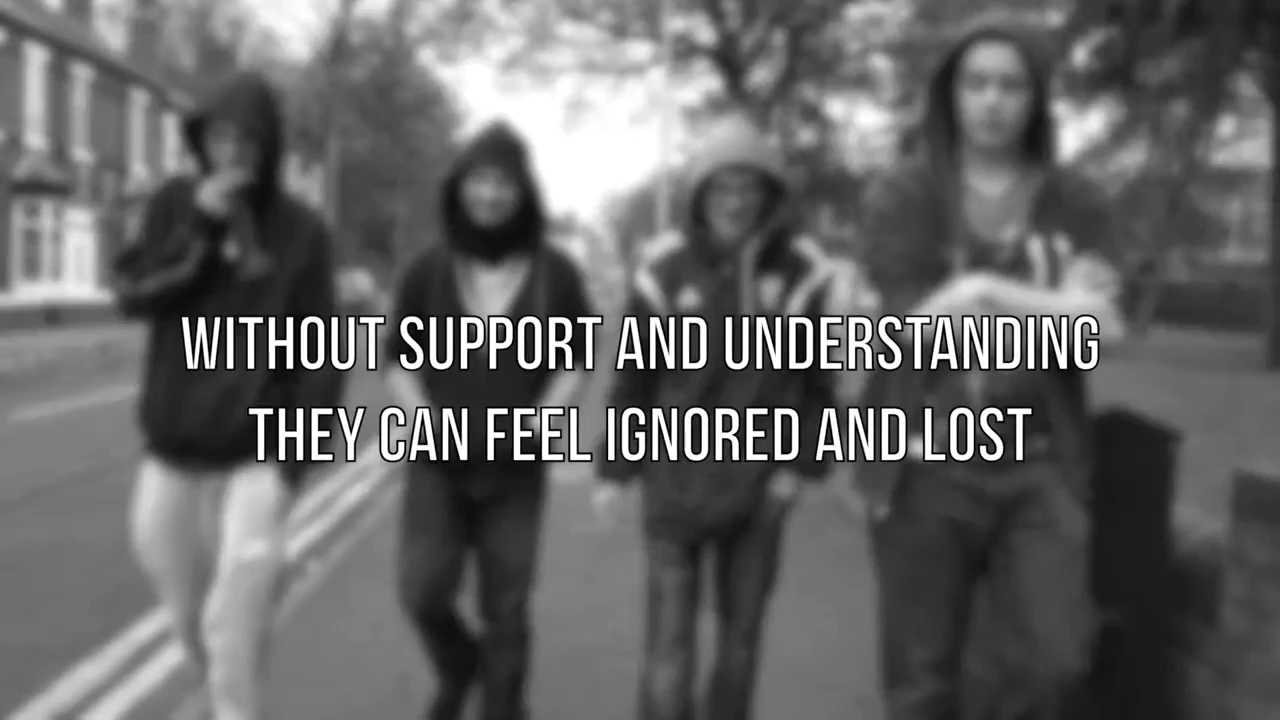 WITHOUT SUPPORT AND UNDERSTANDING
THEY CAN FEEL IGNORED AND LOST